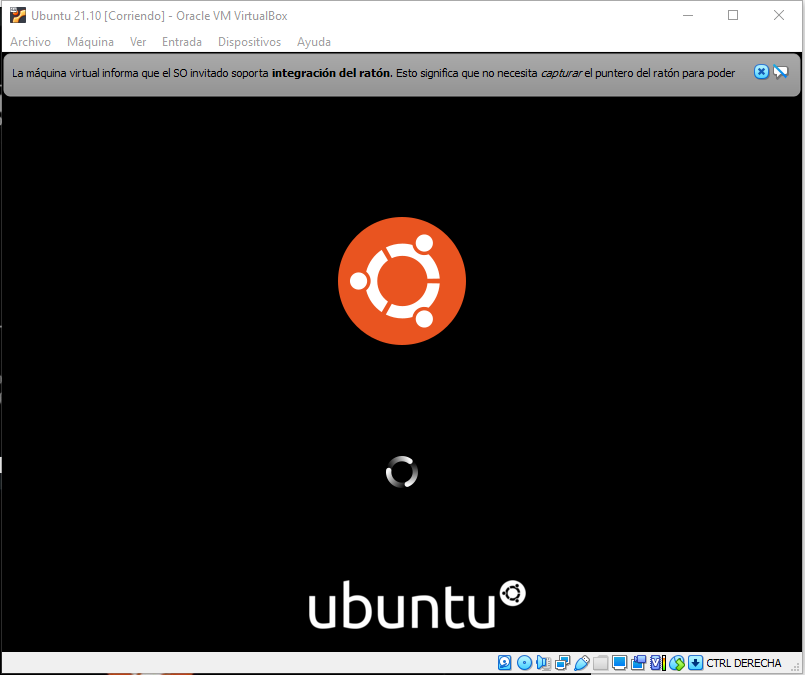 Ubuntu 21.10 [Corriendo] - Oracle VM VirtualBox
Archivo Máquina Ver Entrada Dispositivos Ayuda
La máquina virtual informa que el SO invitado soporta integración del ratón. Esto significa que no necesita capturar el puntero del ratón para poder
ubuntu
CTRL DERECHA